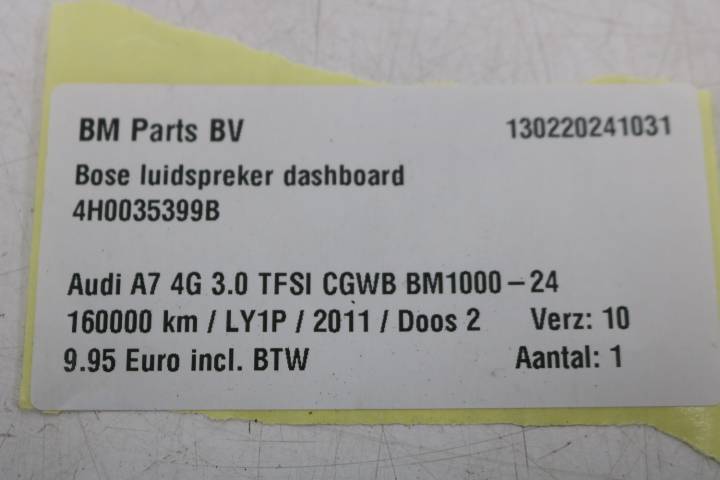 BM Parts BV 130220241031
Bose luidspreker dashboard
4H0035399B
Audi A7 4G 3.0 TFSI CGWB BM1000-24
160000 km / LY1P / 2011 / Doos 2 Verz: 10
9.95 Euro incl. BTW Aantal: 1